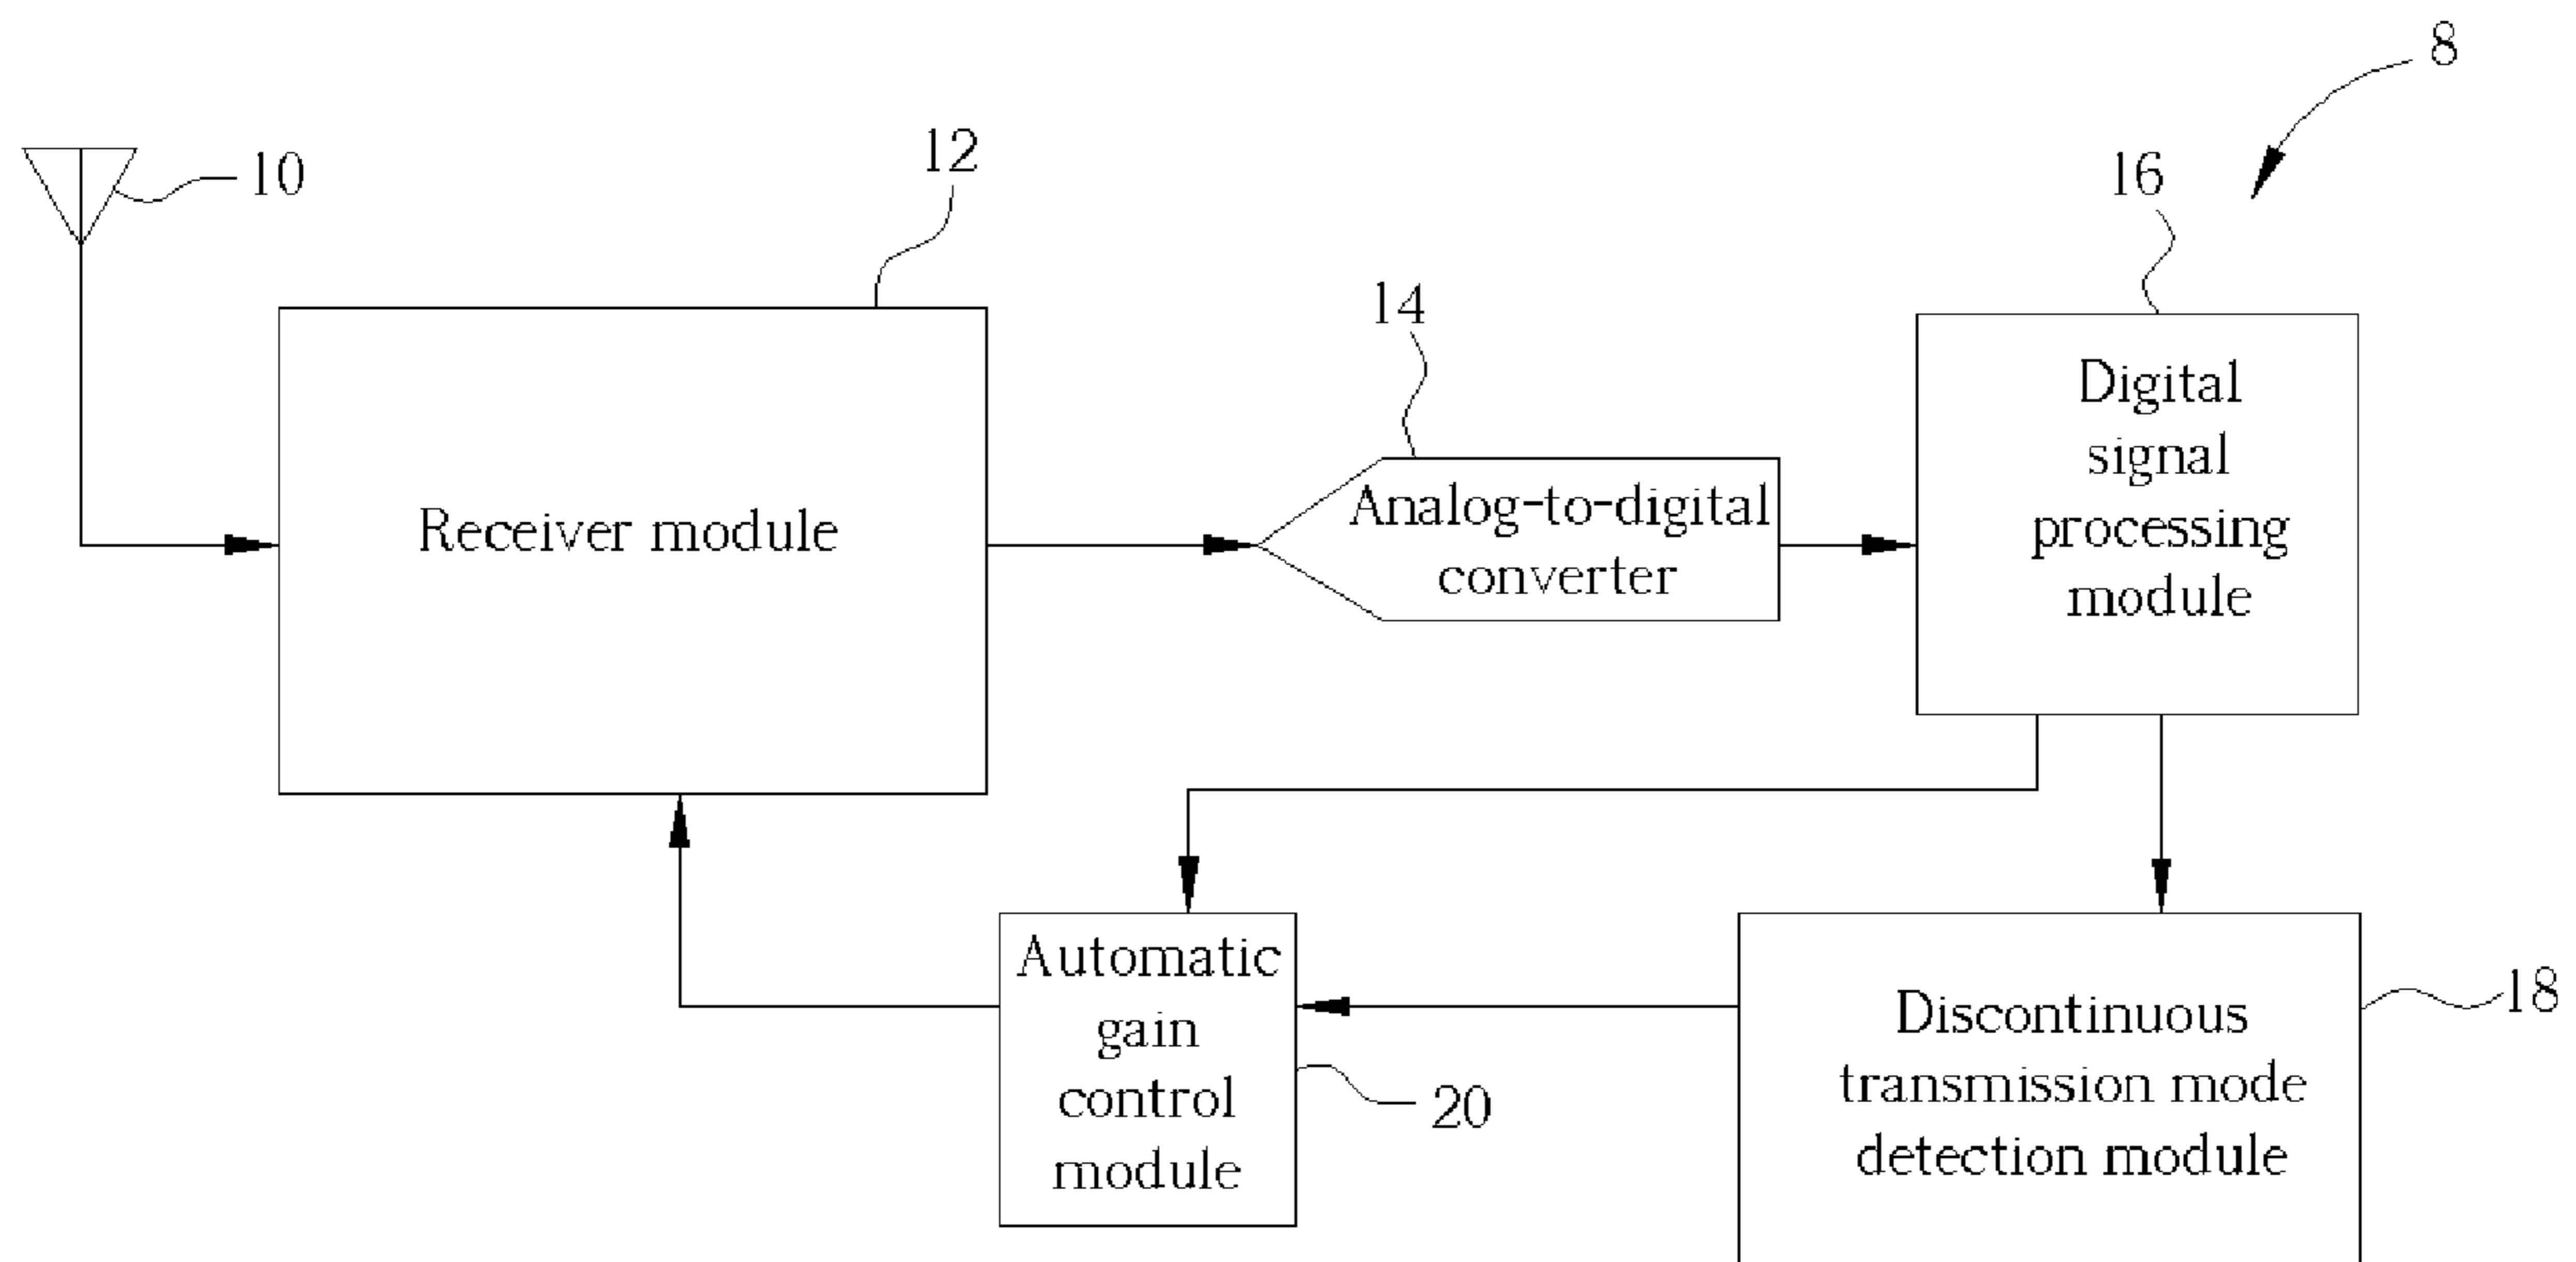 8
10
12
14
16
Receiver module
Analog-to-digital
converter
Digital
signal
processing
module
Automatic
gain
control
module
20
Discontinuous
transmission mode
detection module
18